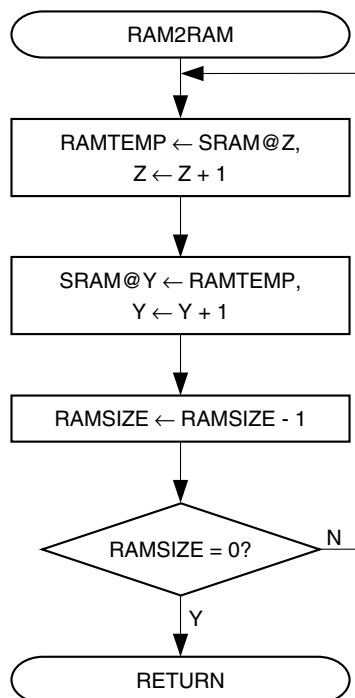 RAM2RAM
RAMTEMP ← SRAM@Z,
Z ← Z + 1
SRAM@Y ← RAMTEMP,
Y ← Y + 1
RAMSIZE ← RAMSIZE - 1
RAMSIZE = 0?
N
Y
RETURN